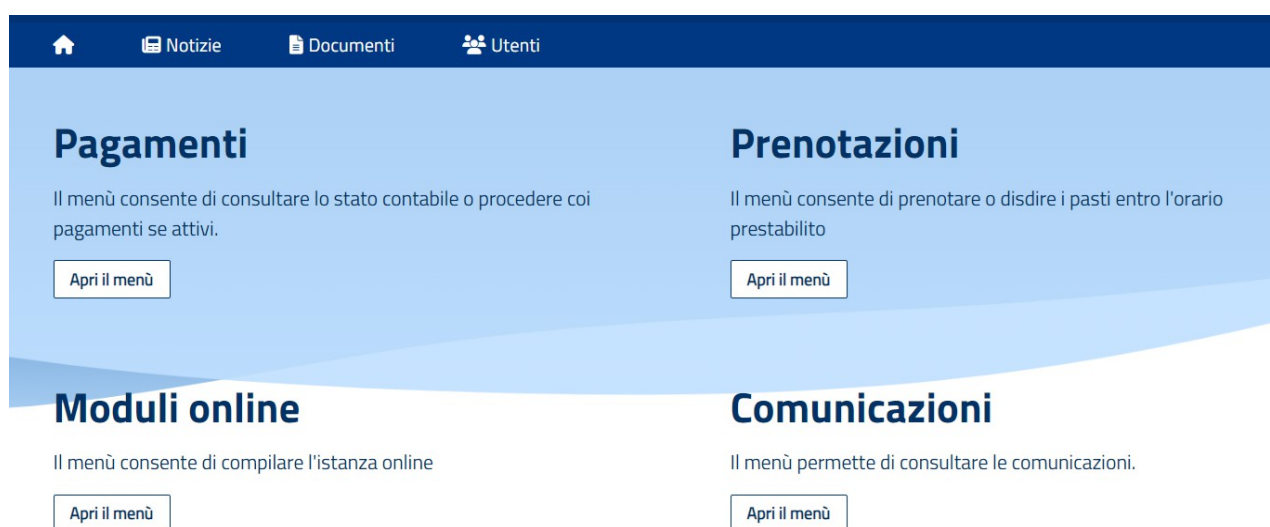 Notizie Documenti Utenti
Pagamenti
Il menù consente di consultare lo stato contabile o procedere coi
pagamenti se attivi.
Apri il menù
Prenotazioni
Il menù consente di prenotare o disdire i pasti entro l'orario
prestabilito
Apri il menù
Moduli online
Il menù consente di compilare l'istanza online
Apri il menù
Comunicazioni
Il menù permette di consultare le comunicazioni.
Apri il menù